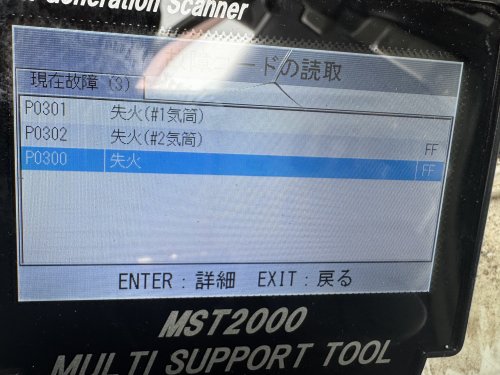 Generation Scanner
ードの読取
現在故障 (3)
P0301 失火(#1気筒)
P0302 失火(#2気筒) FF
P0300 失火 FF
ENTER : 詳細 EXIT : 戻る
MST2000
MULTI SUPPORT TOOL